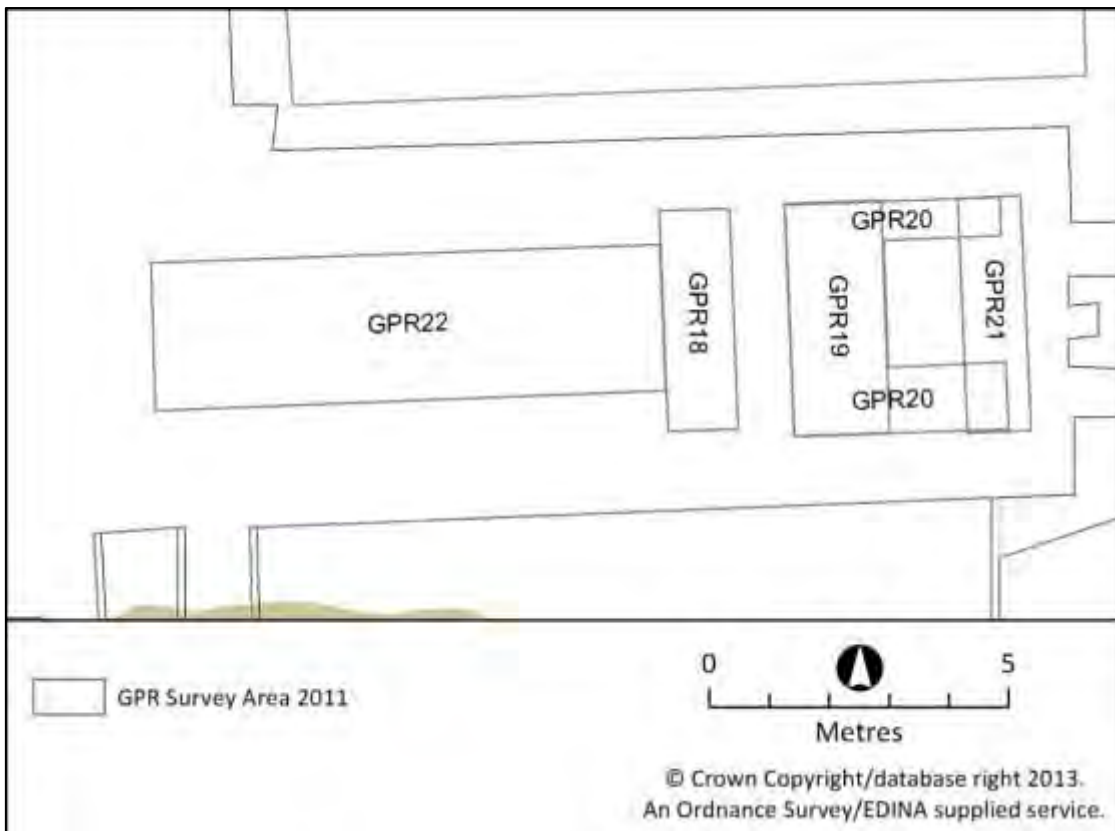 GPR20
GPR22
GPR18
GPR19
GPR21
GPR20
0
5
GPR Survey Area 2011
Metres
© Crown Copyright/database right 2013.
An Ordnance Survey/EDINA supplied service.